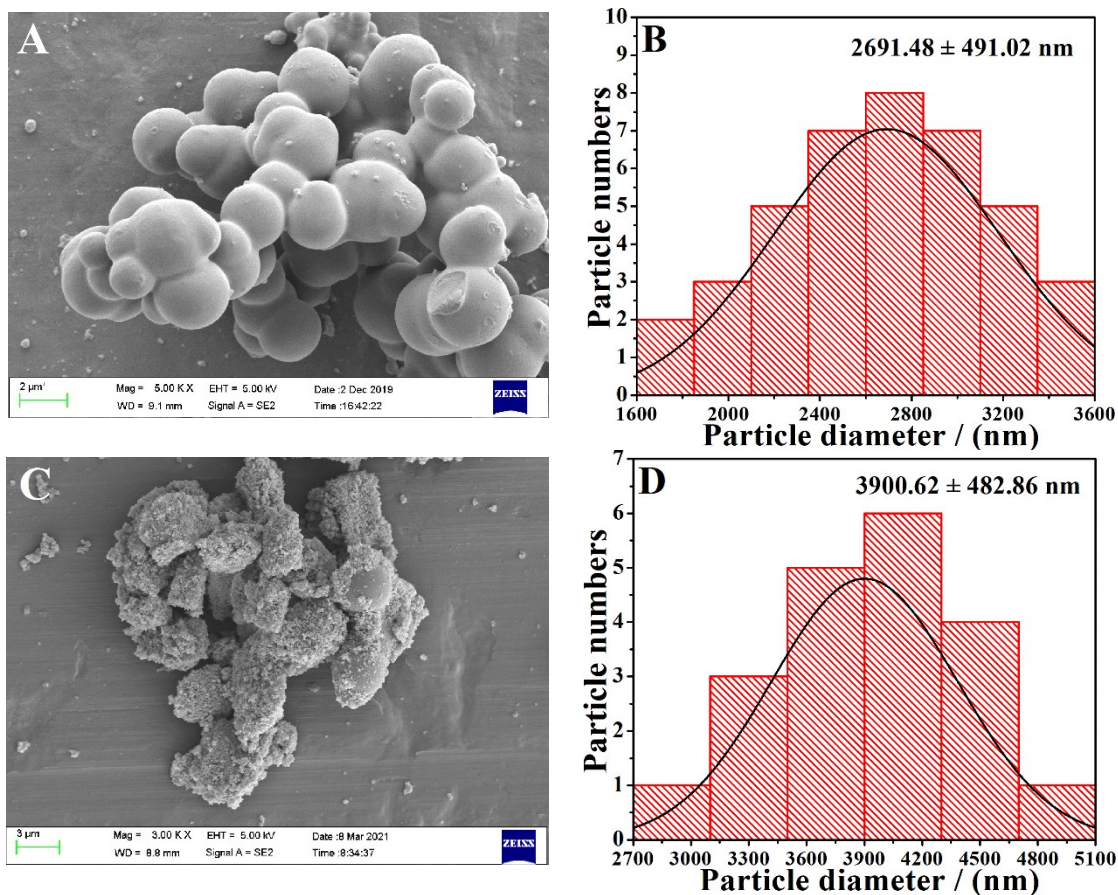 A
2 µm
Mag = 5.00 K X EHT = 5.00 kV Date :2 Dec 2019
WD = 9.1 mm Signal A = SE2 Time :16:42:22
ZEISS
B
2691.48 ± 491.02 nm
Particle numbers
10
9
8
7
6
5
4
3
2
1
0
1600 2000 2400 2800 3200 3600
Particle diameter / (nm)
C
3 µm
Mag = 3.00 K X EHT = 5.00 kV Date :8 Mar 2021
WD = 8.8 mm Signal A = SE2 Time :8:34:37
ZEISS
D
3900.62 ± 482.86 nm
Particle numbers
7
6
5
4
3
2
1
0
2700 3000 3300 3600 3900 4200 4500 4800 5100
Particle diameter / (nm)